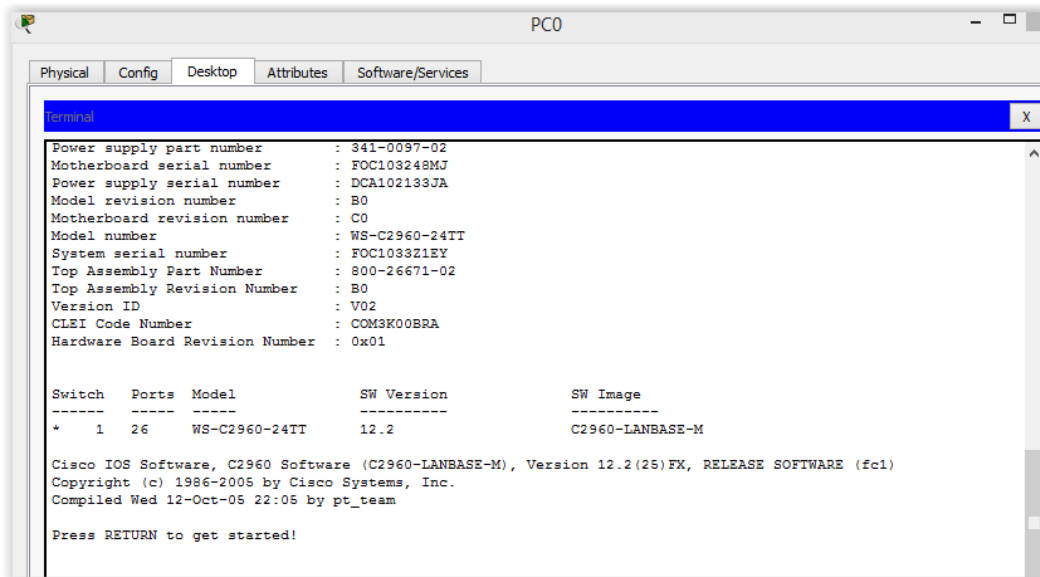 PC0
Physical Config Desktop Attributes Software/Services
Terminal X
Power supply part number : 341-0097-02
Motherboard serial number : FOC103248MJ
Power supply serial number : DCA102133JA
Model revision number : B0
Motherboard revision number : C0
Model number : WS-C2960-24TT
System serial number : FOC1033Z1EY
Top Assembly Part Number : 800-26671-02
Top Assembly Revision Number : B0
Version ID : V02
CLEI Code Number : COM3K00BRA
Hardware Board Revision Number : 0x01
Switch Ports Model SW Version SW Image
------ ----- ----- ---------- ----------
* 1 26 WS-C2960-24TT 12.2 C2960-LANBASE-M
Cisco IOS Software, C2960 Software (C2960-LANBASE-M), Version 12.2(25)FX, RELEASE SOFTWARE (fc1)
Copyright (c) 1986-2005 by Cisco Systems, Inc.
Compiled Wed 12-Oct-05 22:05 by pt_team
Press RETURN to get started!